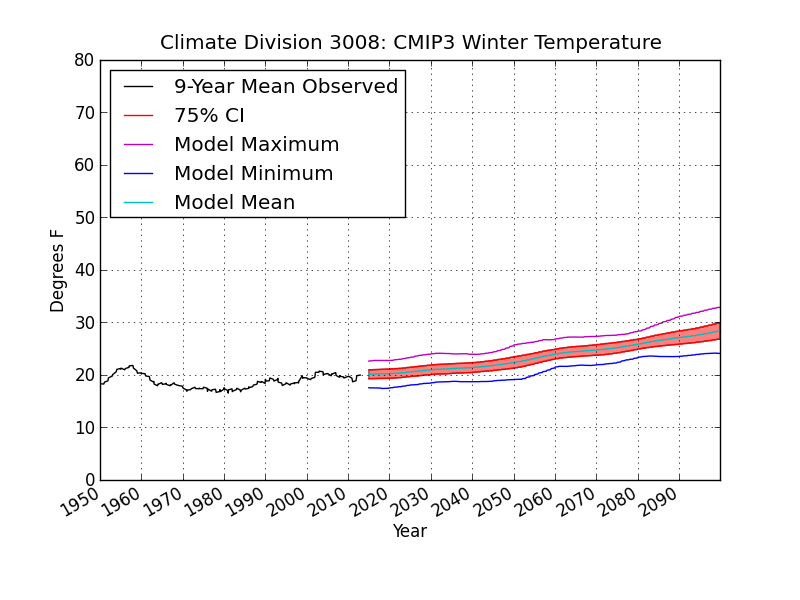 Climate Division 3008: CMIP3 Winter Temperature
80
70
60
50
40
30
20
10
0
Degrees F
9-Year Mean Observed
75% CI
Model Maximum
Model Minimum
Model Mean
1950 1960 1970 1980 1990 2000 2010 2020 2030 2040 2050 2060 2070 2080 2090
Year